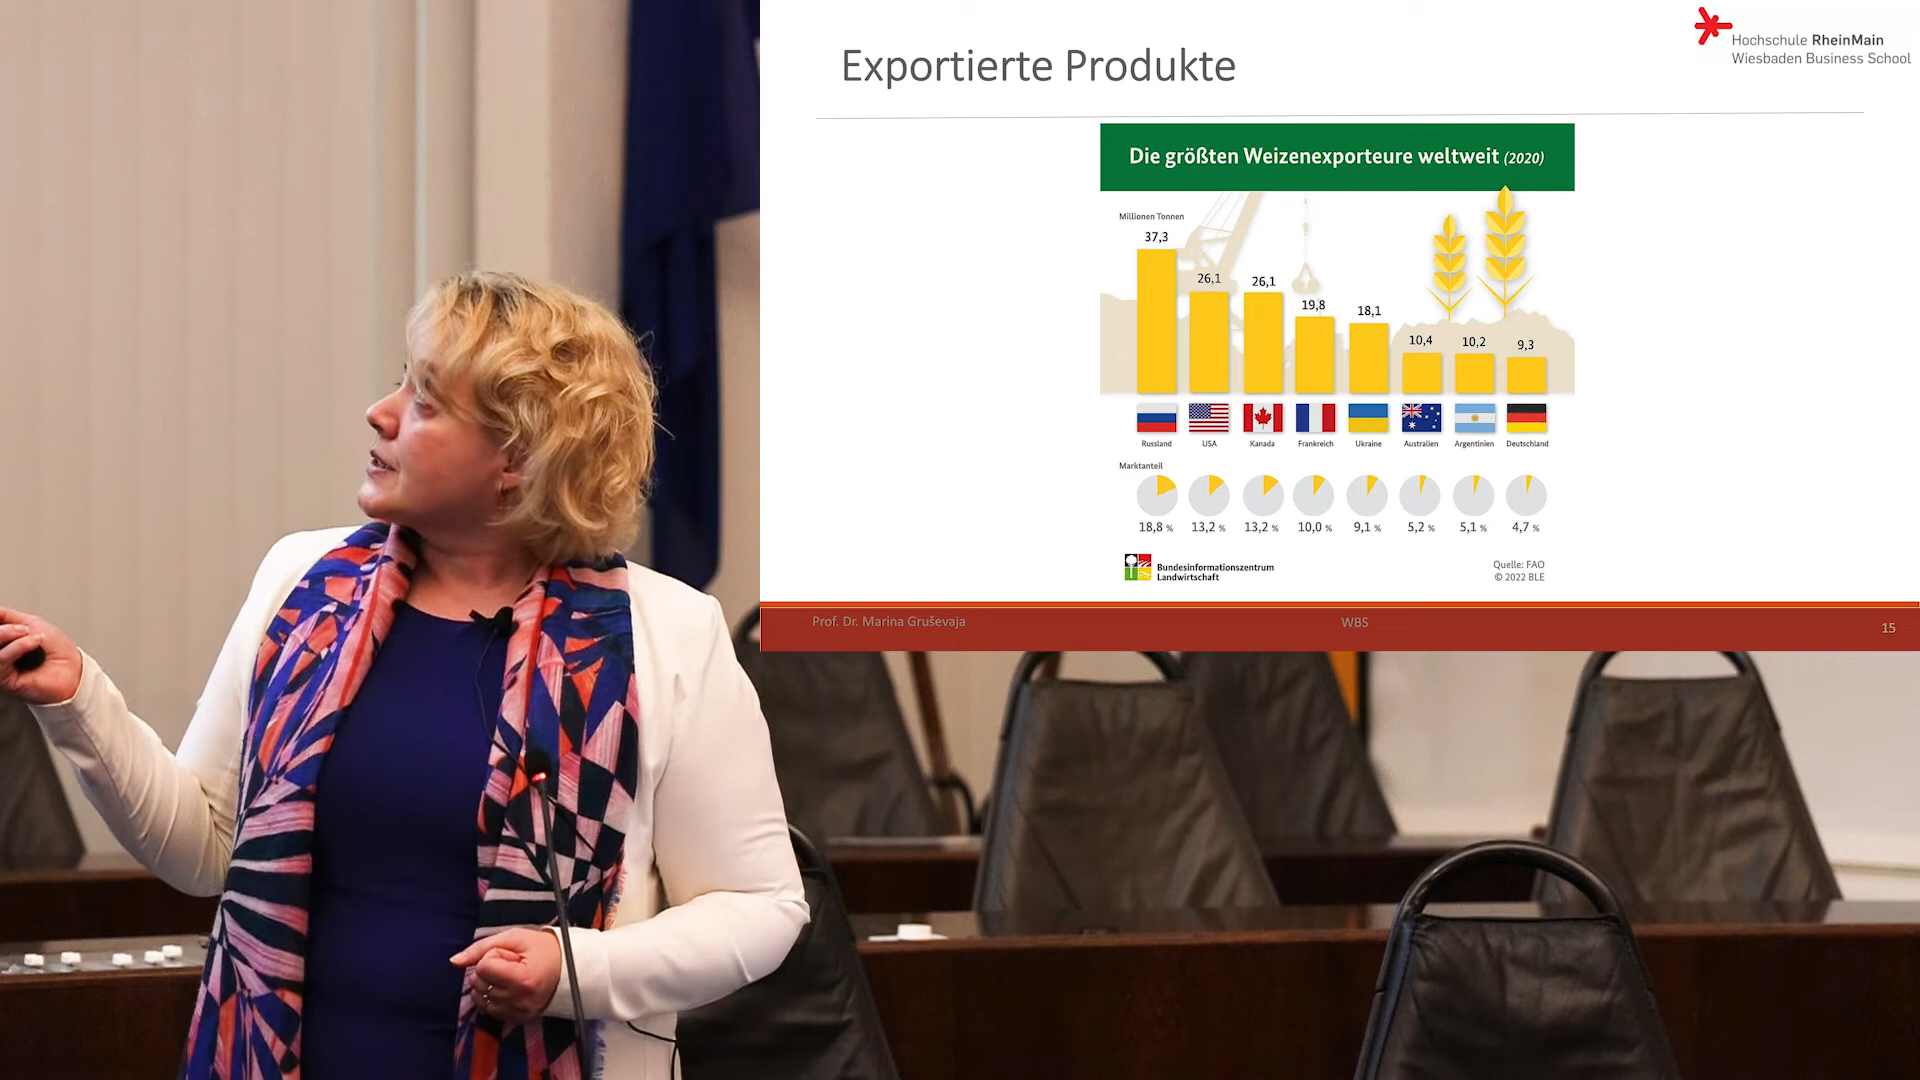 Hochschule RheinMain
Wiesbaden Business School
Exportierte Produkte
Die größten Weizenexporteure weltweit (2020)
Millionen Tonnen
37,3 26,1 26,1 19,8 18,1 10,4 10,2 9,3
Russland USA Kanada Frankreich Ukraine Australien Argentinien Deutschland
Marktanteil
18,8 % 13,2 % 13,2 % 10,0 % 9,1 % 5,2 % 5,1 % 4,7 %
Bundesinformationszentrum
Landwirtschaft
Quelle: FAO
© 2022 BLE
Prof. Dr. Marina Gruševaja WBS 15